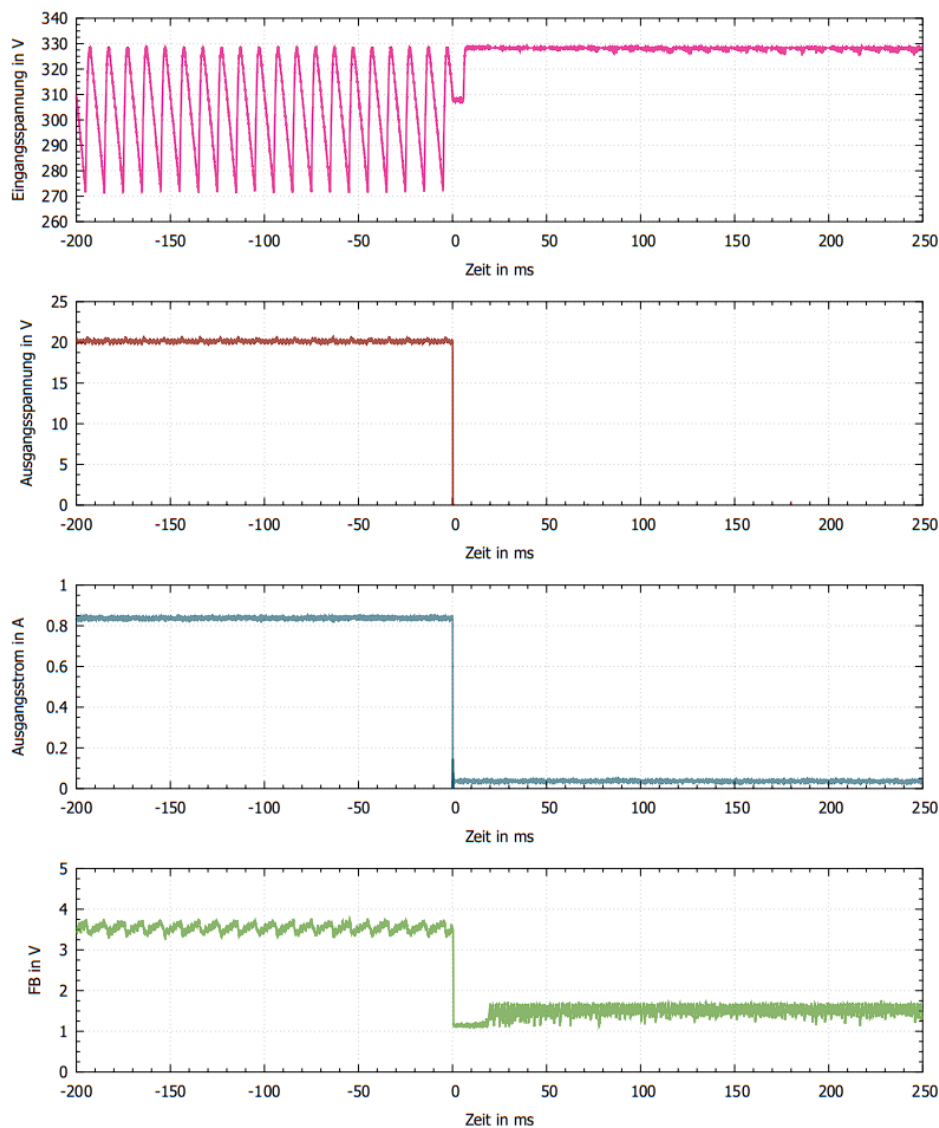 340
330
320
310
300
290
280
270
260
Eingangsspannung in V
-200 -150 -100 -50 0 50 100 150 200 250
Zeit in ms
25
20
15
10
5
0
Ausgangsspannung in V
-200 -150 -100 -50 0 50 100 150 200 250
Zeit in ms
1
0.8
0.6
0.4
0.2
0
Ausgangsstrom in A
-200 -150 -100 -50 0 50 100 150 200 250
Zeit in ms
5
4
3
2
1
0
FB in V
-200 -150 -100 -50 0 50 100 150 200 250
Zeit in ms